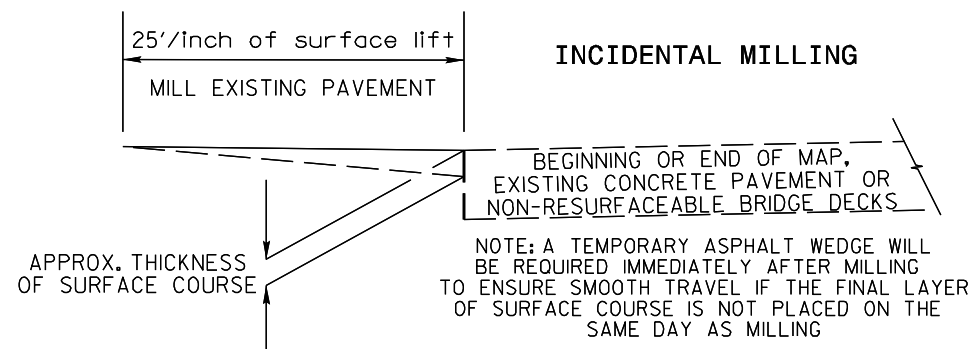 25'/inch of surface lift
MILL EXISTING PAVEMENT
INCIDENTAL MILLING
BEGINNING OR END OF MAP,
EXISTING CONCRETE PAVEMENT OR
NON-RESURFACEABLE BRIDGE DECKS
APPROX. THICKNESS
OF SURFACE COURSE
NOTE: A TEMPORARY ASPHALT WEDGE WILL
BE REQUIRED IMMEDIATELY AFTER MILLING
TO ENSURE SMOOTH TRAVEL IF THE FINAL LAYER
OF SURFACE COURSE IS NOT PLACED ON THE
SAME DAY AS MILLING